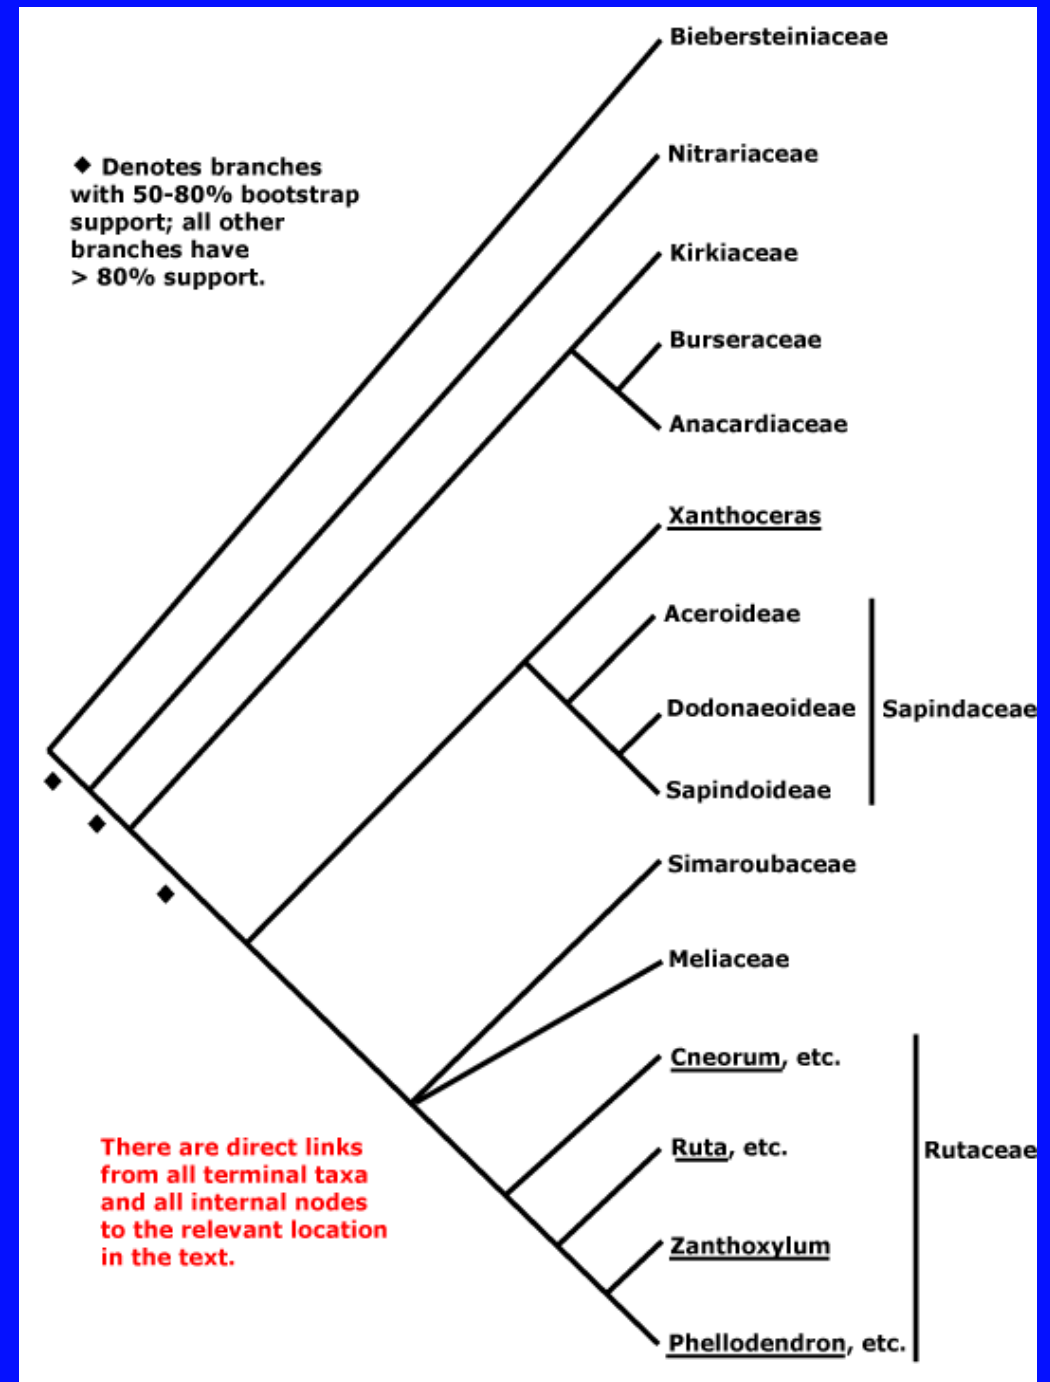 Biebersteiniaceae
Nitrariaceae
◆ Denotes branches
with 50-80% bootstrap
support; all other
branches have
> 80% support.
Kirkiaceae
Burseraceae
Anacardiaceae
Xanthoceras
Aceroideae
Dodonaeoideae
Sapindaceae
Sapindoideae
Simaroubaceae
Meliaceae
Cneorum, etc.
Ruta, etc.
Rutaceae
Zanthoxylum
Phellodendron, etc.
There are direct links
from all terminal taxa
and all internal nodes
to the relevant location
in the text.